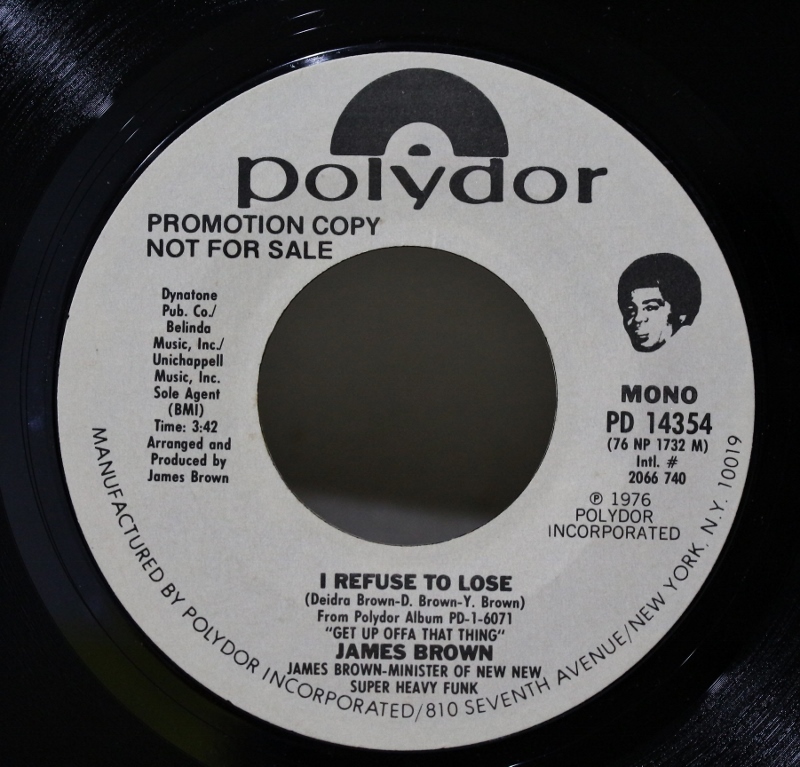 polydor
PROMOTION COPY
NOT FOR SALE
Dynatone
Pub. Co./
Belinda
Music, Inc./
Unichappell
Music, Inc.
Sole Agent
(BMI)
Time: 3:42
Arranged and
Produced by
James Brown
MONO
PD 14354
(76 NP 1732 M)
Intl. #
2066 740
℗ 1976
POLYDOR
INCORPORATED
I REFUSE TO LOSE
(Deidra Brown-D. Brown-Y. Brown)
From Polydor Album PD-1-6071
"GET UP OFFA THAT THING"
JAMES BROWN
JAMES BROWN-MINISTER OF NEW NEW
SUPER HEAVY FUNK
MANUFACTURED BY POLYDOR INCORPORATED/810 SEVENTH AVENUE/NEW YORK. N.Y. 10019